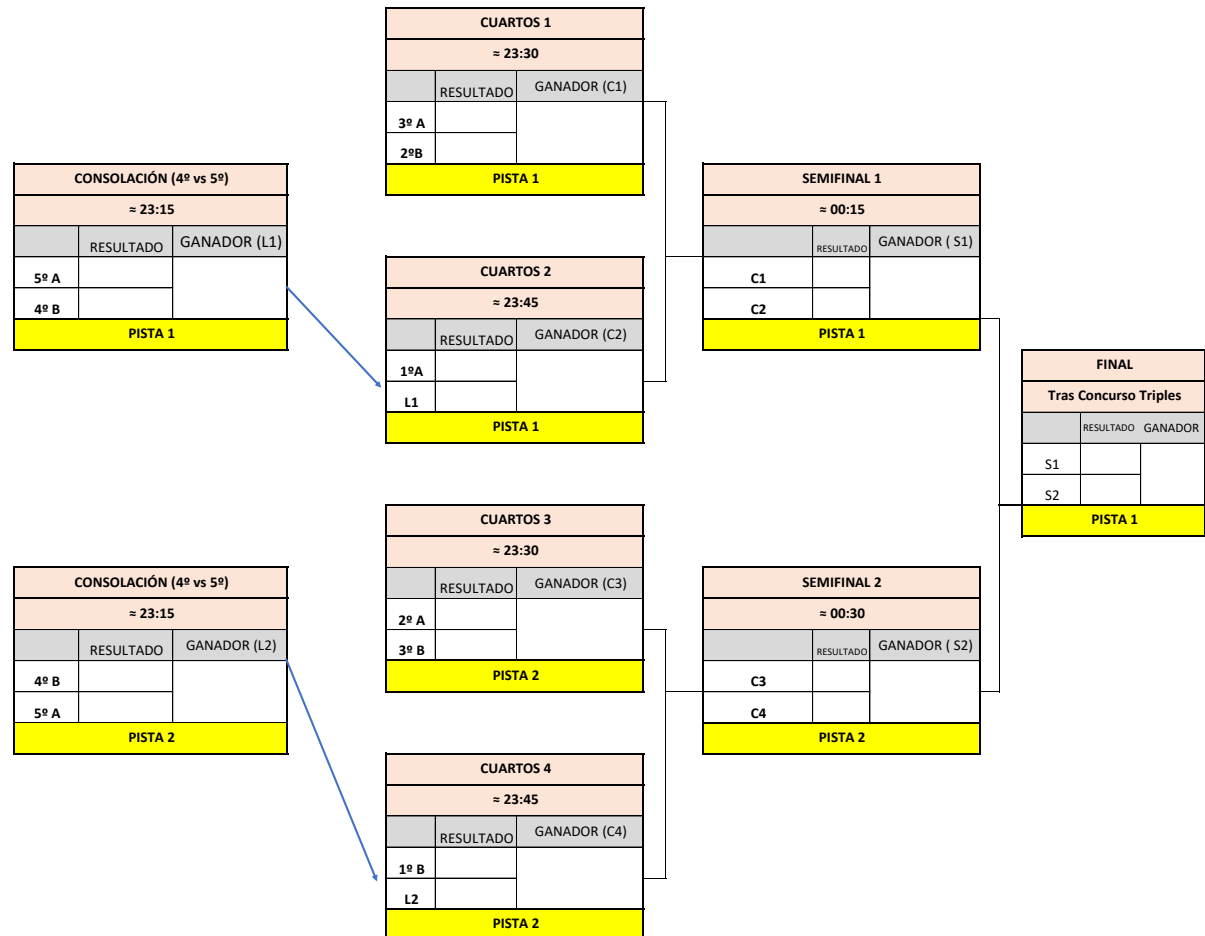 CUARTOS 1
≈ 23:30
RESULTADO GANADOR (C1)
3º A
2ºB
PISTA 1
CONSOLACIÓN (4º vs 5º)
≈ 23:15
RESULTADO GANADOR (L1)
5º A
4º B
PISTA 1
CUARTOS 2
≈ 23:45
RESULTADO GANADOR (C2)
1ºA
L1
PISTA 1
SEMIFINAL 1
≈ 00:15
RESULTADO GANADOR ( S1)
C1
C2
PISTA 1
FINAL
Tras Concurso Triples
RESULTADO GANADOR
S1
S2
PISTA 1
CUARTOS 3
≈ 23:30
RESULTADO GANADOR (C3)
2º A
3º B
PISTA 2
CONSOLACIÓN (4º vs 5º)
≈ 23:15
RESULTADO GANADOR (L2)
4º B
5º A
PISTA 2
SEMIFINAL 2
≈ 00:30
RESULTADO GANADOR ( S2)
C3
C4
PISTA 2
CUARTOS 4
≈ 23:45
RESULTADO GANADOR (C4)
1º B
L2
PISTA 2